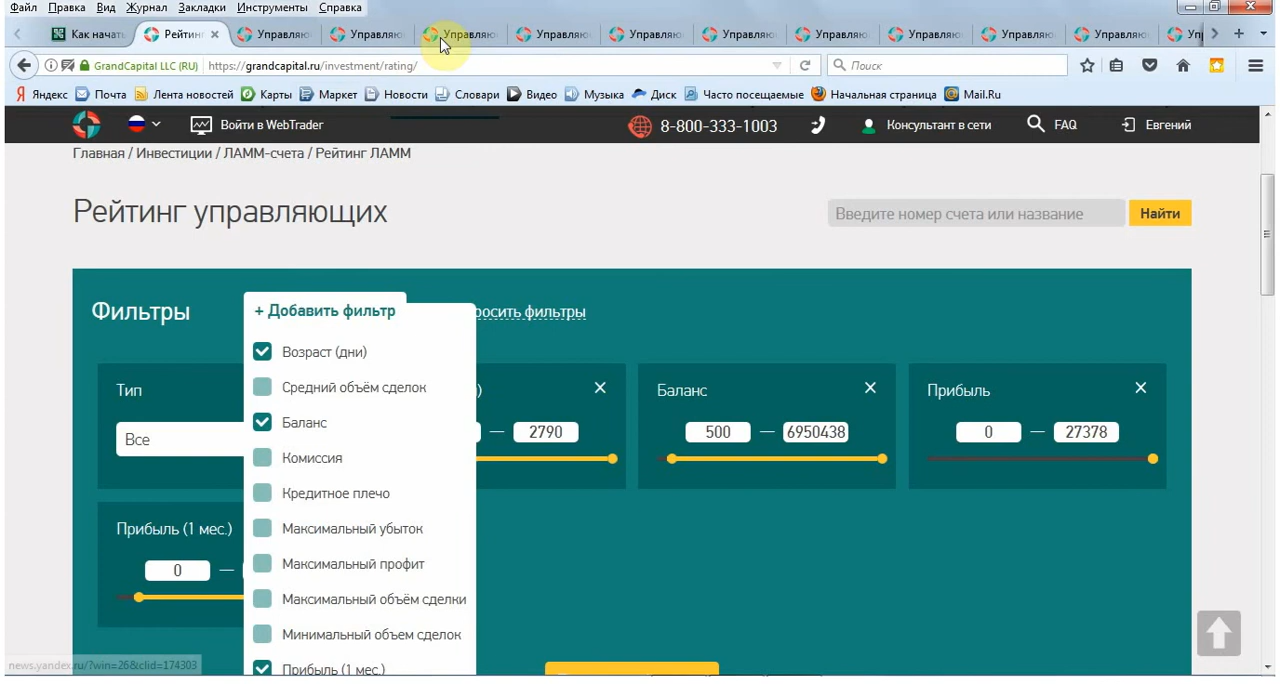 Файл Правка Вид Журнал Закладки Инструменты Справка
Как начать Рейтинг Управляю Управляю Управляю Управляю Управляю Управляю Управляю Управляю Управляю Управляю Уп
GrandCapital LLC (RU) https://grandcapital.ru/investment/rating/ Поиск
Яндекс Почта Лента новостей Карты Маркет Новости Словари Видео Музыка Диск Часто посещаемые Начальная страница Mail.Ru
Войти в WebTrader 8-800-333-1003 Консультант в сети FAQ Евгений
Главная / Инвестиции / ЛАММ-счета / Рейтинг ЛАММ
Рейтинг управляющих Введите номер счета или название Найти
Фильтры + Добавить фильтр росить фильтры
Возраст (дни)
Тип Средний объём сделок ) Баланс Прибыль
Все Баланс — 2790 500 — 6950438 0 — 27378
Комиссия
Кредитное плечо
Прибыль (1 мес.) Максимальный убыток
0 — Максимальный профит
Максимальный объём сделки
Минимальный объем сделок
Прибыль (1 мес.)
news.yandex.ru/?win=268&clid=174303